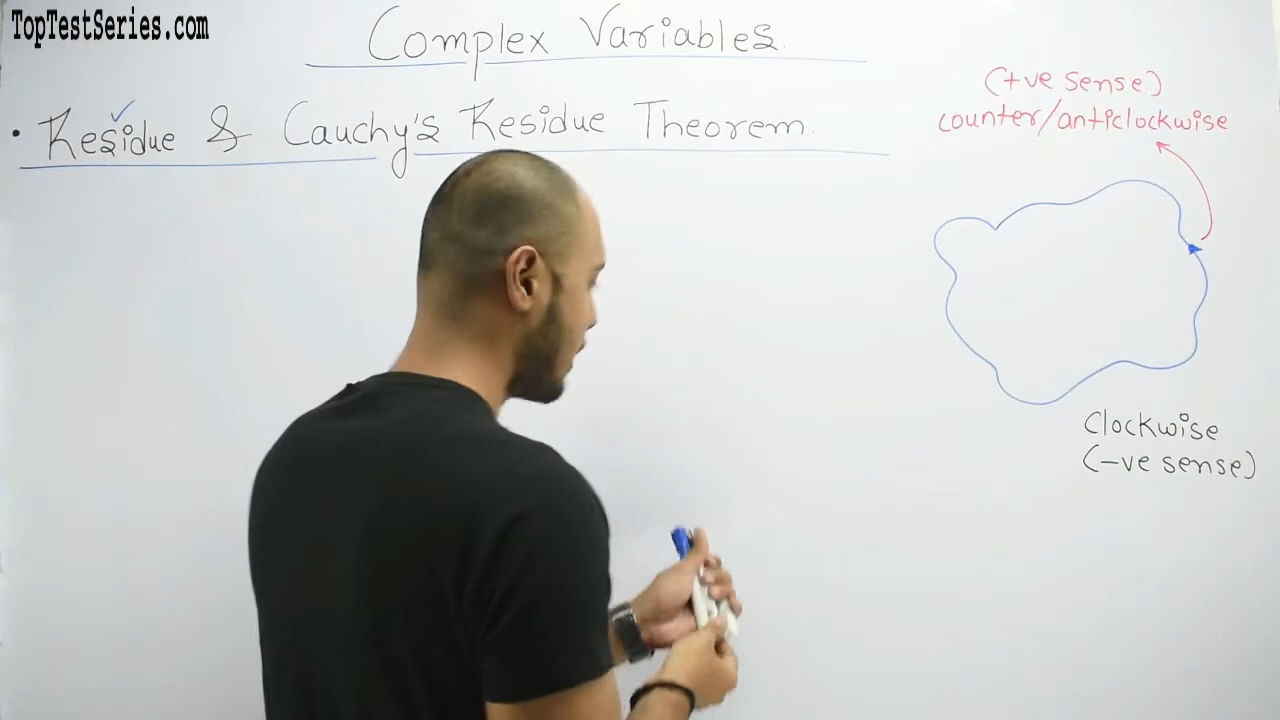 TopTestSeries.com
Complex Variables.
• Residue & Cauchy's Residue Theorem.
(+ve sense)
counter/anticlockwise
Clockwise
(-ve sense)